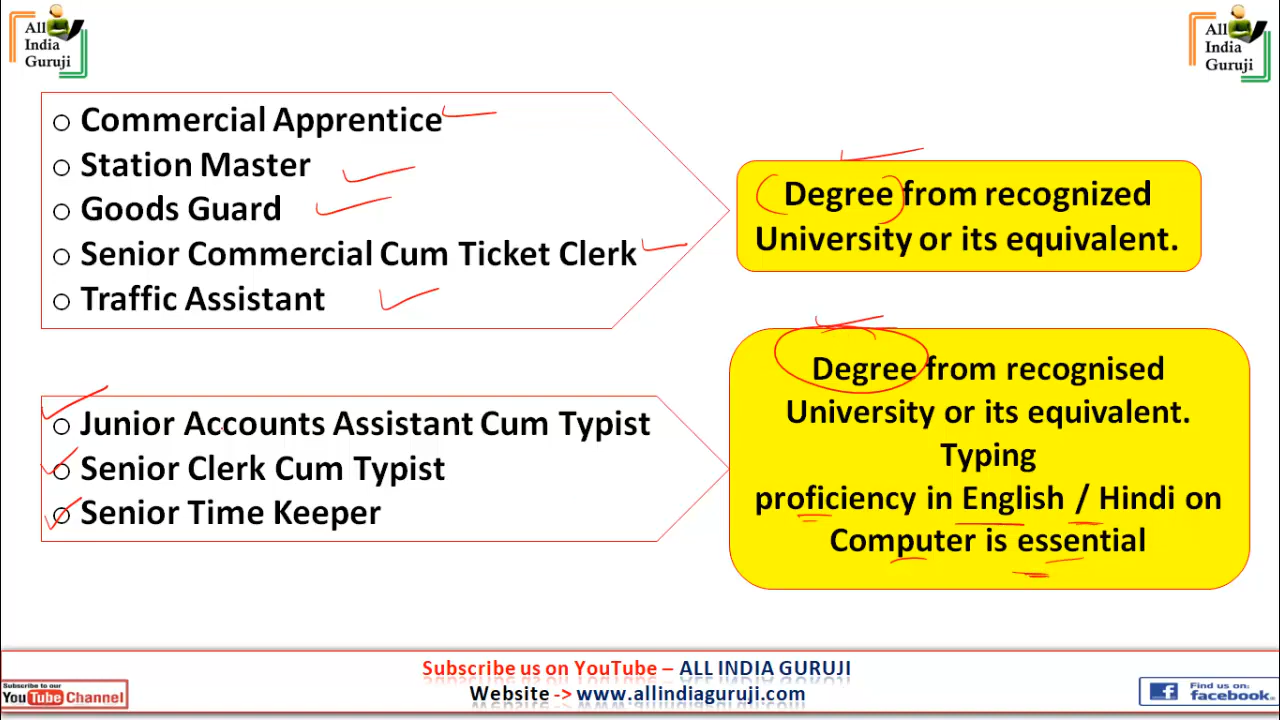 All
India
Guruji
All
India
Guruji
Commercial Apprentice
Station Master
Goods Guard
Senior Commercial Cum Ticket Clerk
Traffic Assistant
Degree from recognized
University or its equivalent.
Junior Accounts Assistant Cum Typist
Senior Clerk Cum Typist
Senior Time Keeper
Degree from recognised
University or its equivalent.
Typing
proficiency in English / Hindi on
Computer is essential
Subscribe us on YouTube – ALL INDIA GURUJI
Website -> www.allindiaguruji.com
Subscribe to our
YouTube Channel
Find us on:
facebook.